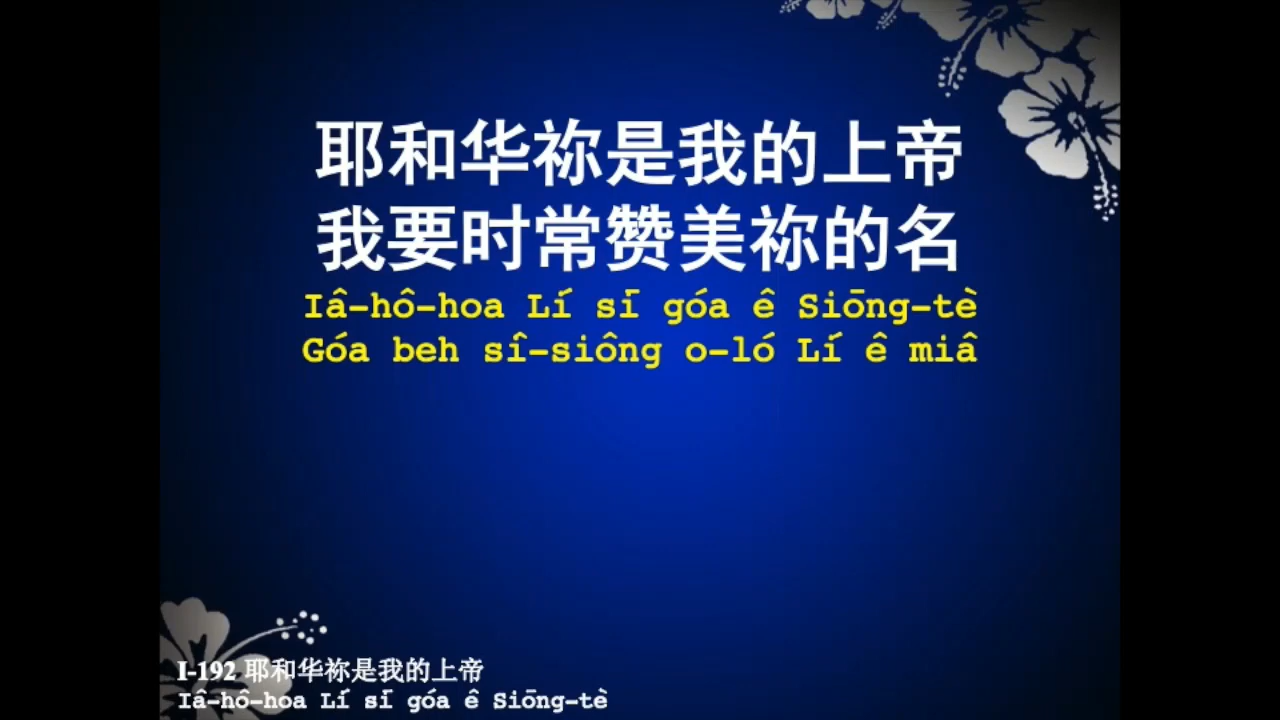 耶和华祢是我的上帝
我要时常赞美祢的名
Iâ-hô-hoa Lí sī góa ê Siōng-tè
Góa beh sî-siông o-ló Lí ê miâ
I-192 耶和华祢是我的上帝
Iâ-hô-hoa Lí sī góa ê Siōng-tè